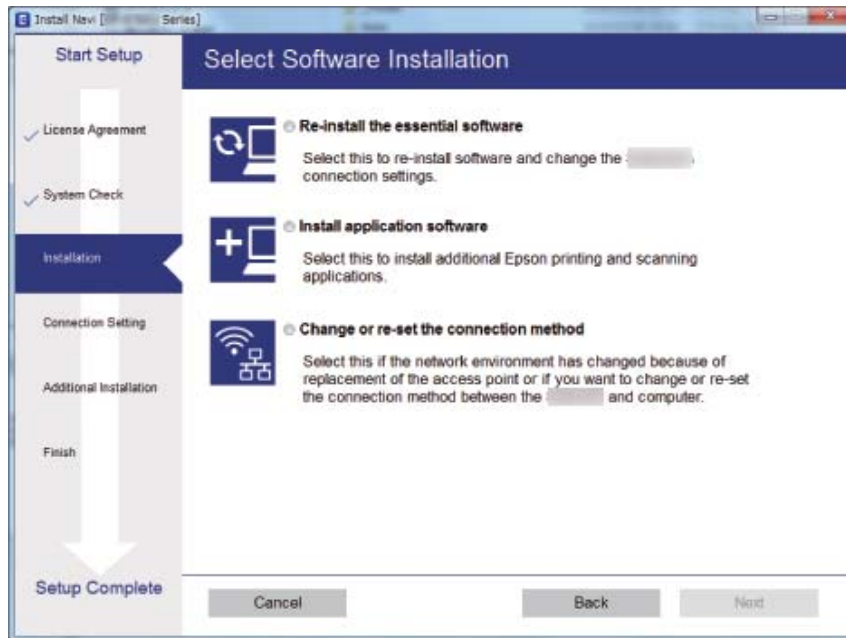 Install Navi [ Series]
Start Setup
Select Software Installation
License Agreement
System Check
Installation
Connection Setting
Additional Installation
Finish
Setup Complete
Re-install the essential software
Select this to re-install software and change the
connection settings.
Install application software
Select this to install additional Epson printing and scanning
applications.
Change or re-set the connection method
Select this if the network environment has changed because of
replacement of the access point or if you want to change or re-set
the connection method between the and computer.
Cancel
Back
Next